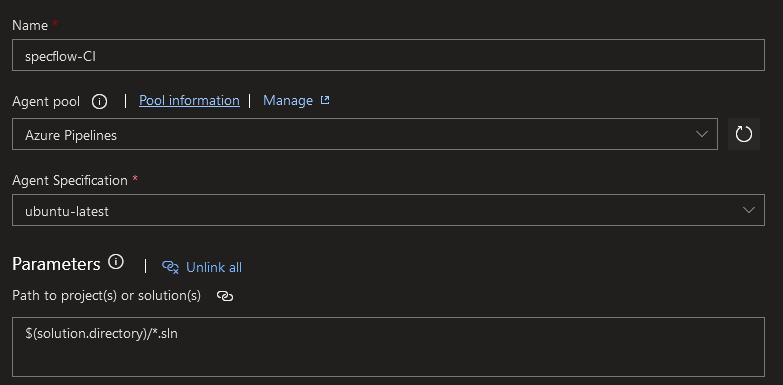 Name *
specflow-CI
Agent pool | Pool information | Manage
Azure Pipelines
Agent Specification *
ubuntu-latest
Parameters | Unlink all
Path to project(s) or solution(s)
$(solution.directory)/*.sln